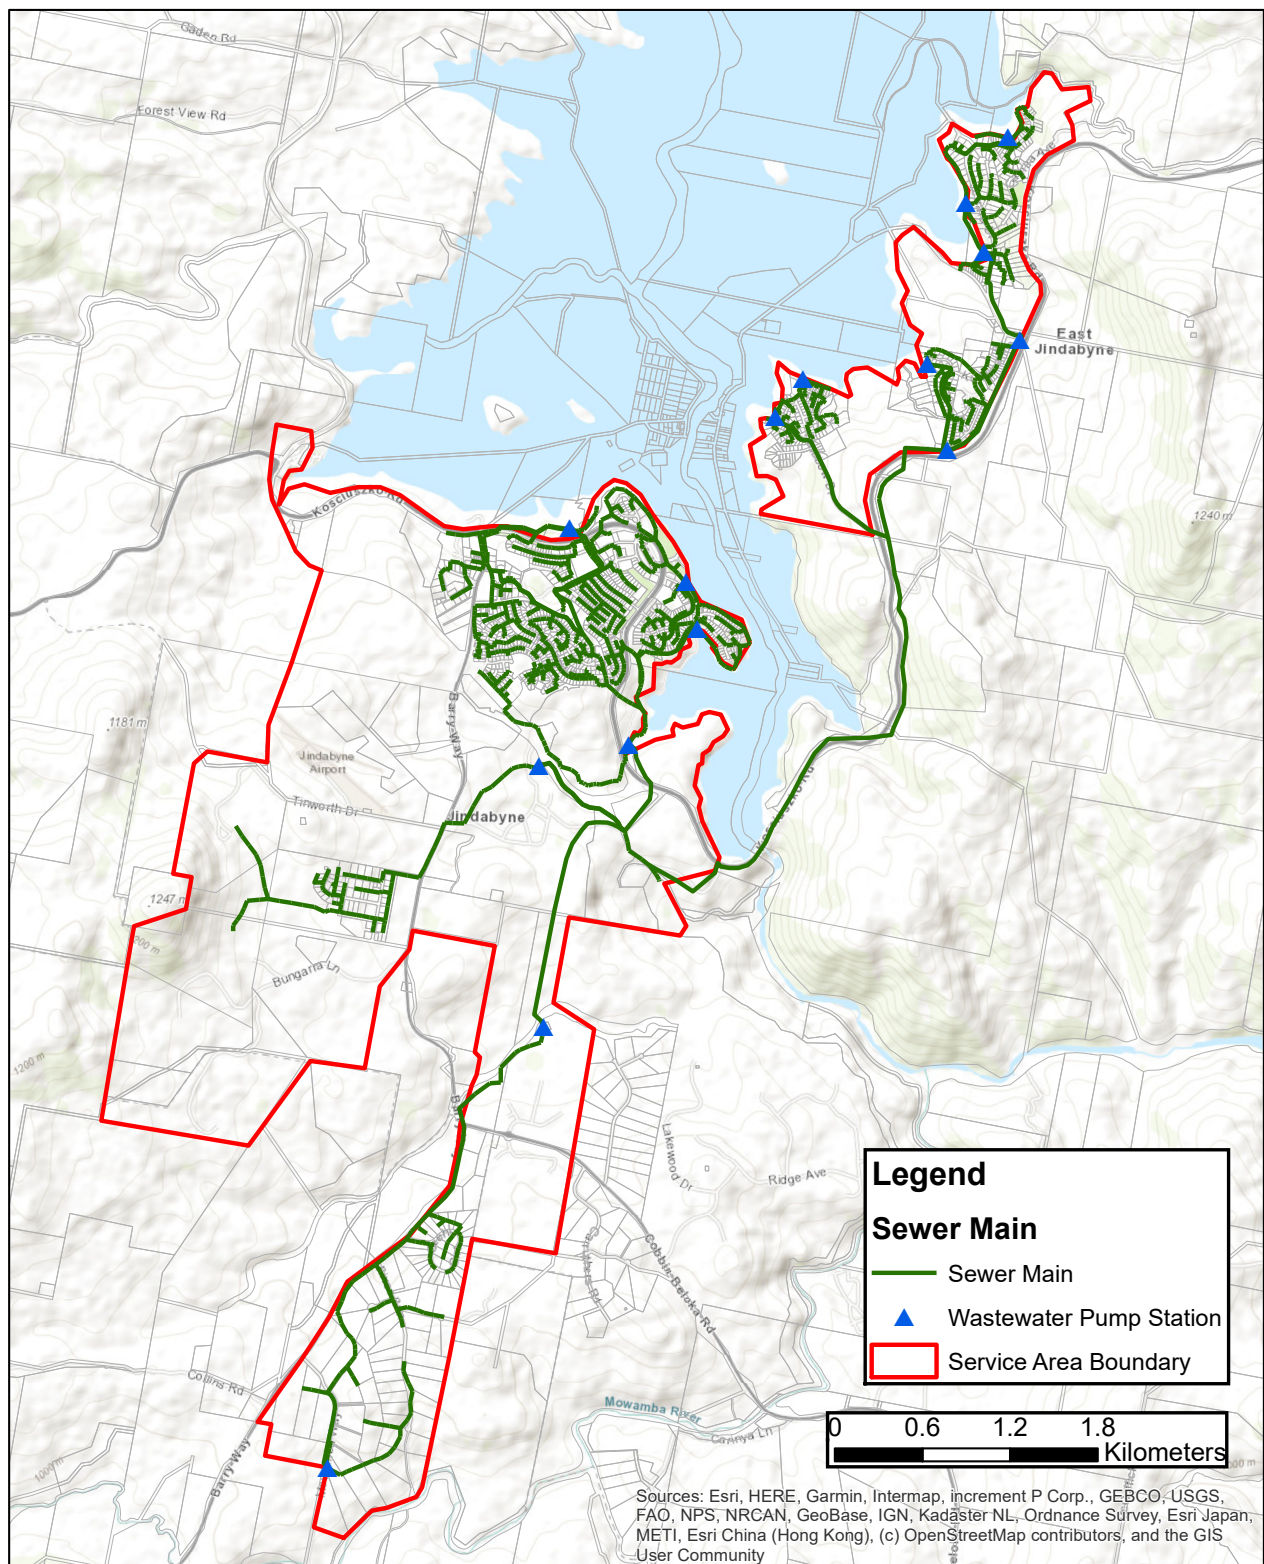 Gaden Rd
Forest View Rd
East
Jindabyne
Kosciuszko Rd
1240 m
1181 m
Barry Way
Jindabyne
Airport
Tinworth Dr
Jindabyne
Kosciuszko Rd
1247 m
1200 m
Bungarra Ln
1200 m
Lakewood Dr
Ridge Ave
Cobbin Beloka Rd
Collins Rd
Barry Way
1000 m
Mowamba River
Legend
Sewer Main
Sewer Main
Wastewater Pump Station
Service Area Boundary
0 0.6 1.2 1.8
Kilometers
Sources: Esri, HERE, Garmin, Intermap, increment P Corp., GEBCO, USGS,
FAO, NPS, NRCAN, GeoBase, IGN, Kadaster NL, Ordnance Survey, Esri Japan,
METI, Esri China (Hong Kong), (c) OpenStreetMap contributors, and the GIS
User Community